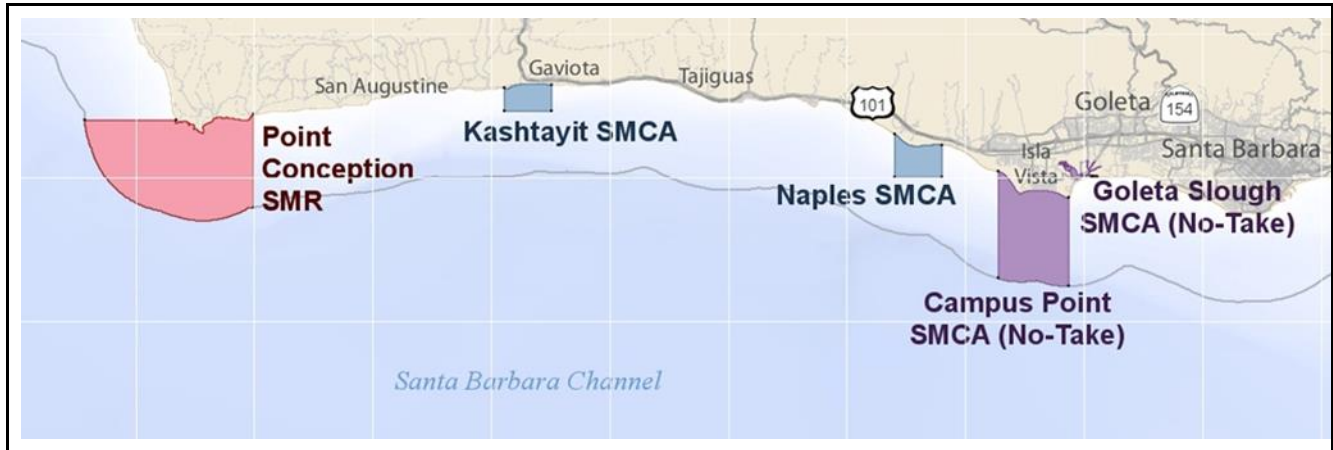 San Augustine
Gaviota
Tajiguas
101
Goleta
154
Point
Conception
SMR
Kashtayit SMCA
Isla
Vista
Santa Barbara
Naples SMCA
Goleta Slough
SMCA (No-Take)
Campus Point
SMCA (No-Take)
Santa Barbara Channel